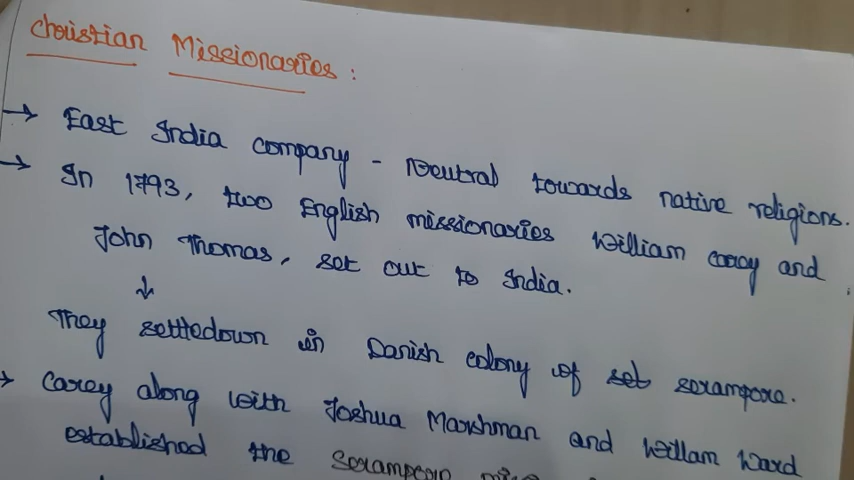 Christian Missionaries :
→ East India company - Neutral towards native religions.
→ In 1793, two English missionaries William carey and
John Thomas, set out to India.
↓
They settledown in Danish colony of set serampore.
→ Carey along with Joshua Marshman and Willam Ward
established the Serampern